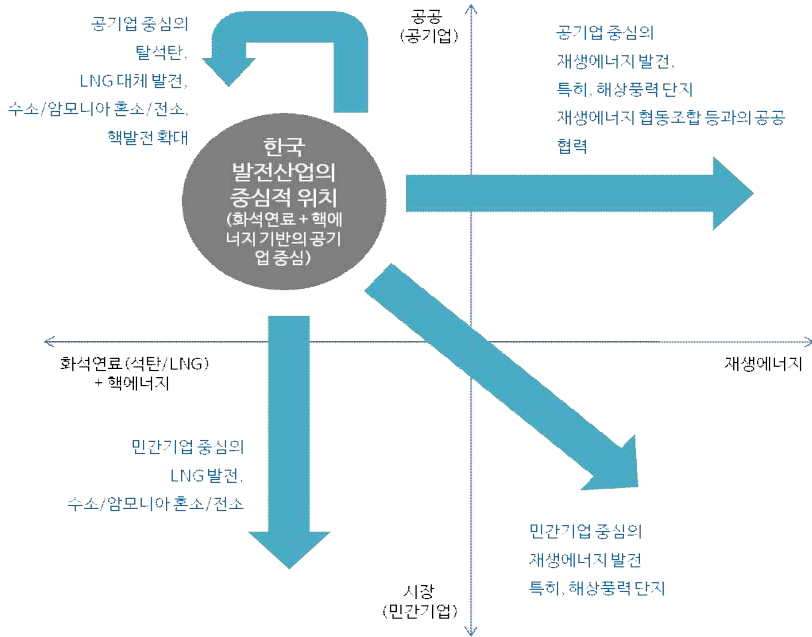 공기업 중심의
탈석탄,
LNG 대체 발전,
수소/암모니아 혼소/전소,
핵발전 확대
공공
(공기업)
공기업 중심의
재생에너지 발전,
특히, 해상풍력 단지
재생에너지 협동조합 등과의 공공
협력
한국
발전산업의
중심적 위치
(화석연료 + 핵에
너지 기반의 공기
업 중심)
화석연료(석탄/LNG)
+ 핵에너지
재생에너지
민간기업 중심의
LNG 발전,
수소/암모니아 혼소/전소
민간기업 중심의
재생에너지 발전
특히, 해상풍력 단지
시장
(민간기업)